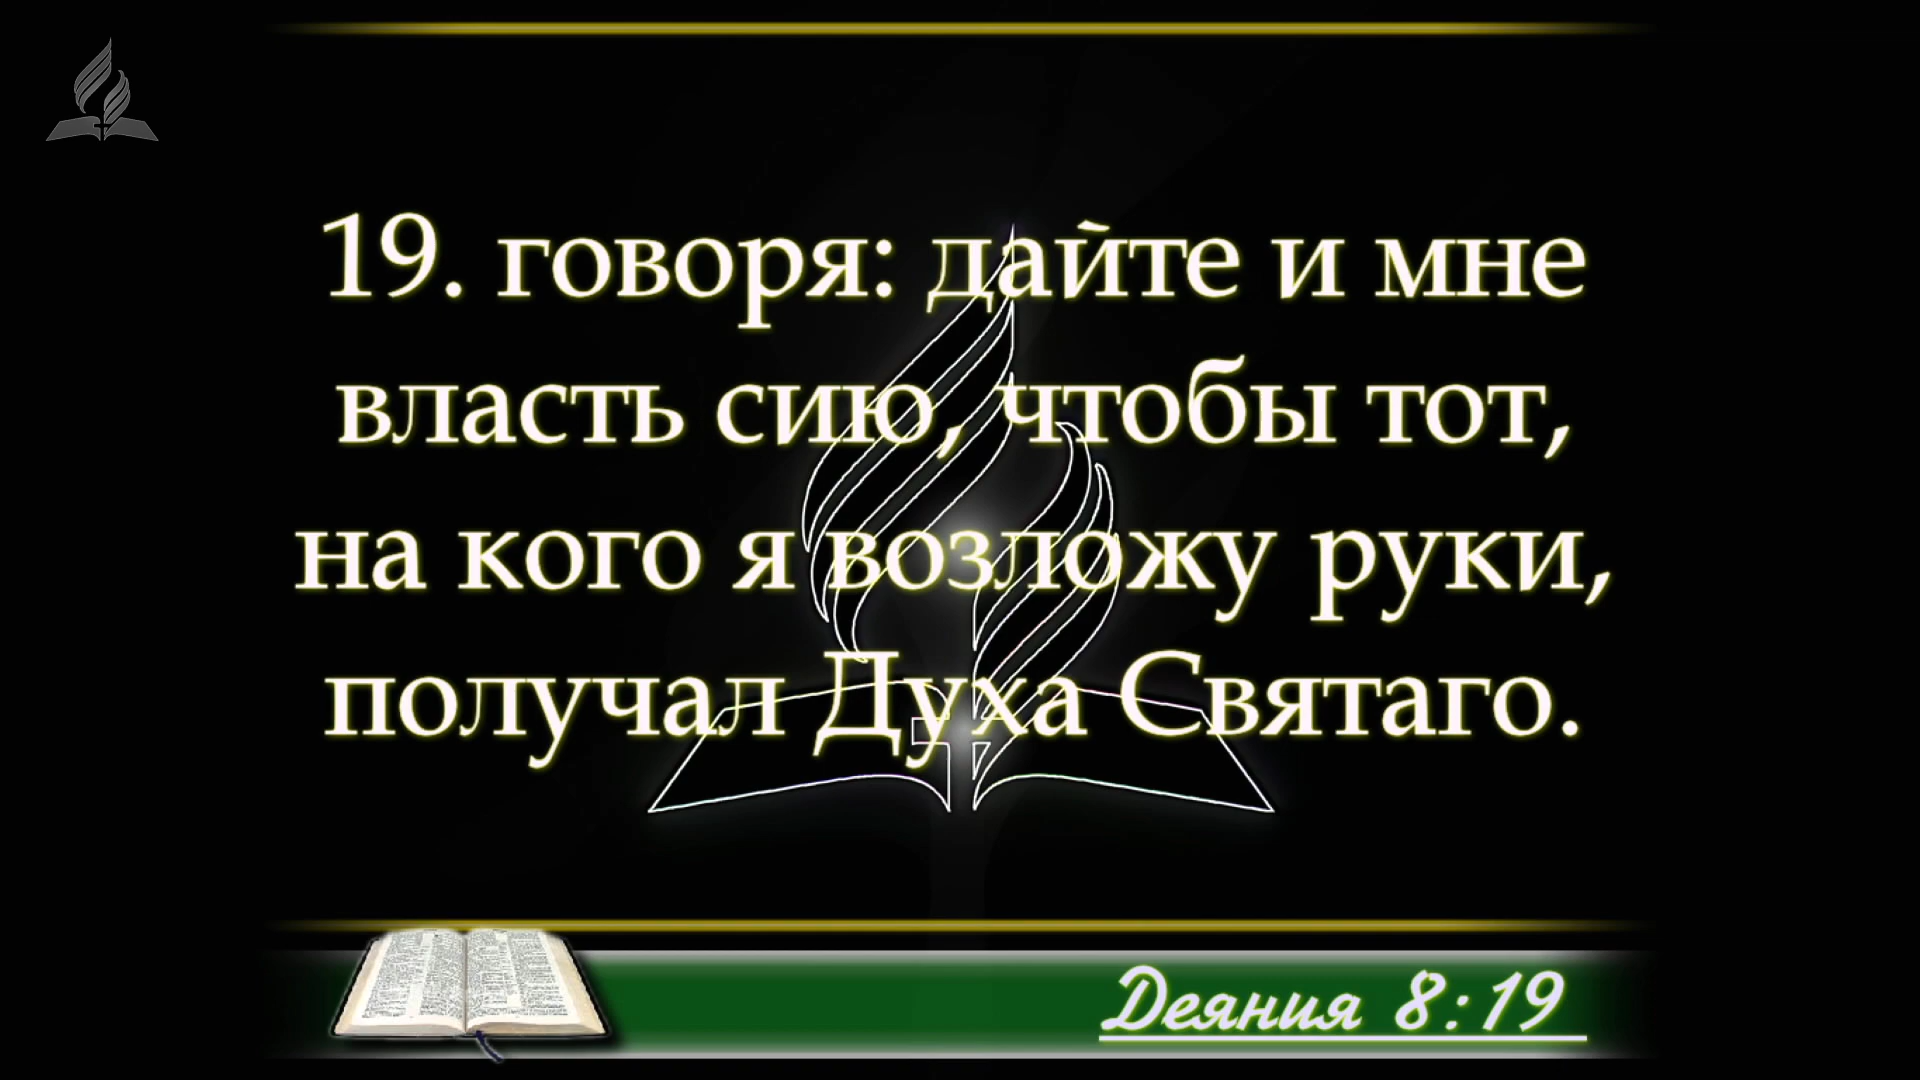 19. говоря: дайте и мне
власть сию, чтобы тот,
на кого я возложу руки,
получал Духа Святаго.
Деяния 8:19